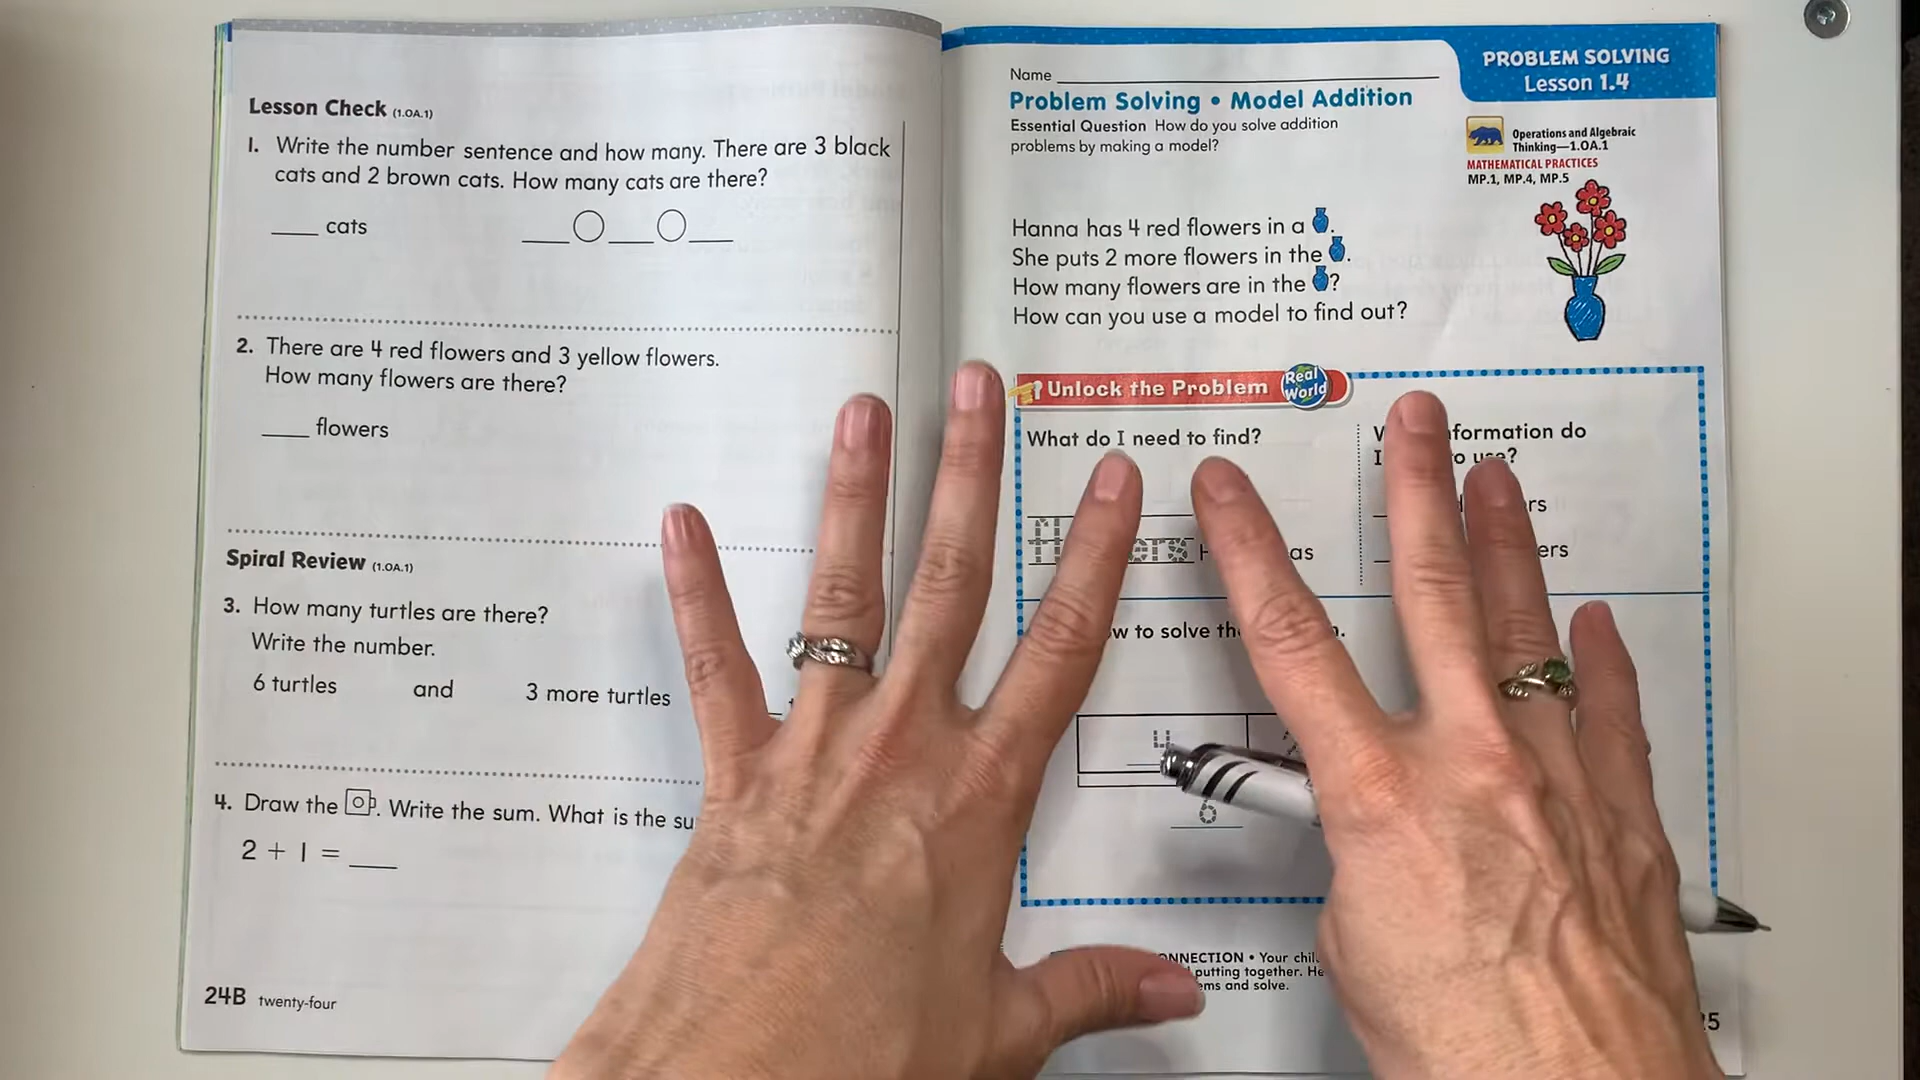 Lesson Check (1.OA.1)
1. Write the number sentence and how many. There are 3 black
cats and 2 brown cats. How many cats are there?
____ cats
2. There are 4 red flowers and 3 yellow flowers.
How many flowers are there?
____ flowers
Spiral Review (1.OA.1)
3. How many turtles are there?
Write the number.
6 turtles and 3 more turtles
4. Draw the . Write the sum. What is the
2 + 1 = ____
24B twenty-four
PROBLEM SOLVING
Lesson 1.4
Name
Problem Solving • Model Addition
Essential Question How do you solve addition
problems by making a model?
Operations and Algebraic
Thinking—1.OA.1
MATHEMATICAL PRACTICES
MP.1, MP.4, MP.5
Hanna has 4 red flowers in a .
She puts 2 more flowers in the .
How many flowers are in the ?
How can you use a model to find out?
Unlock the Problem
Real
World
What do I need to find?
do
to solve
4
6
• Your
putting together.
and solve.